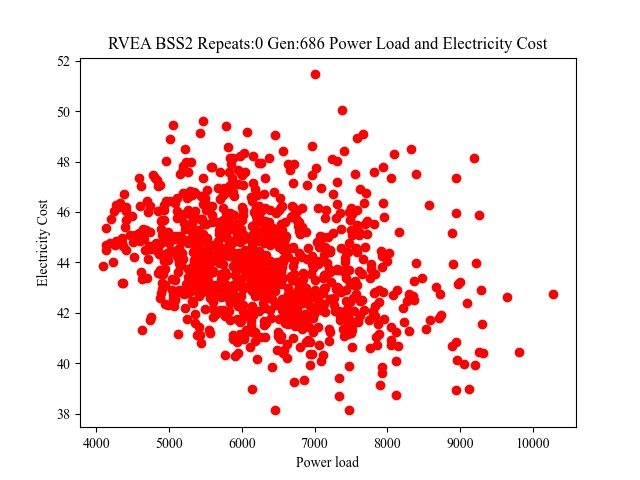 RVEA BSS2 Repeats:0 Gen:686 Power Load and Electricity Cost
52
50
48
46
44
42
40
38
Electricity Cost
4000 5000 6000 7000 8000 9000 10000
Power load